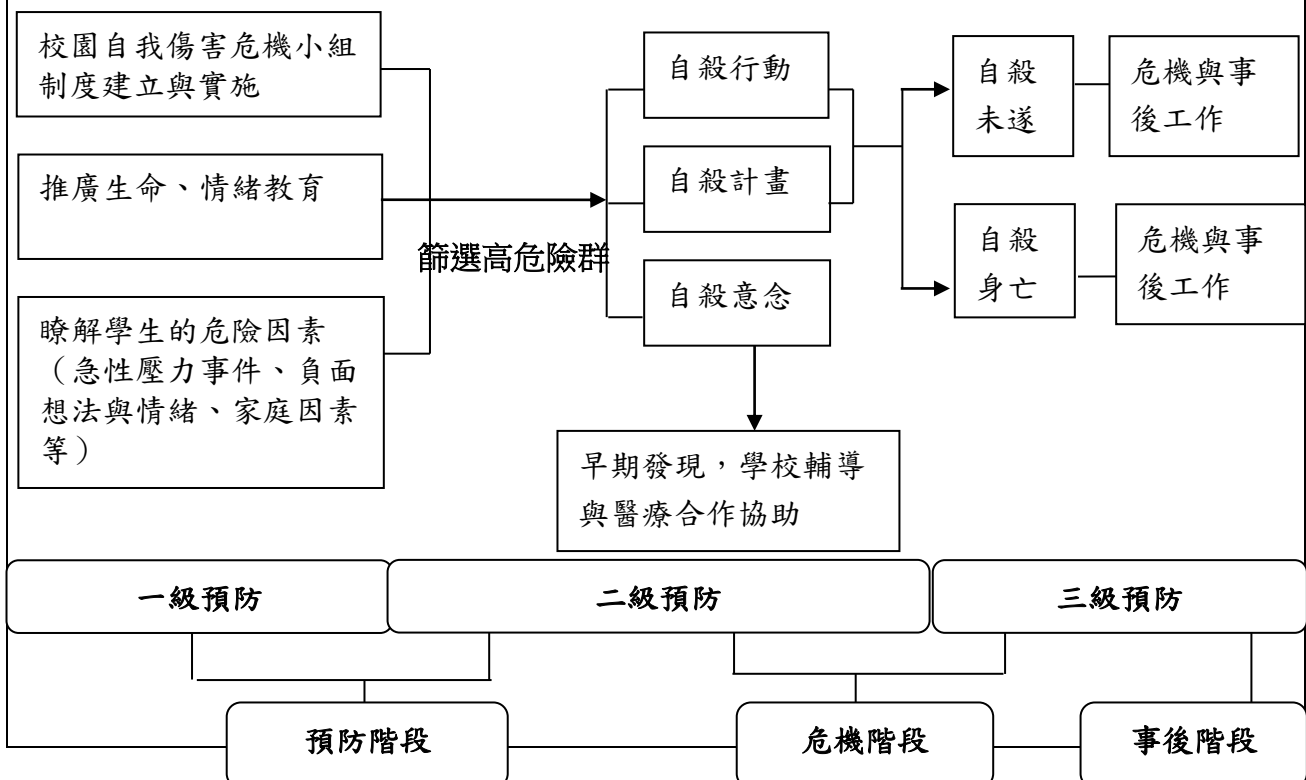 校園自我傷害危機小組
制度建立與實施
推廣生命、情緒教育
瞭解學生的危險因素
（急性壓力事件、負面
想法與情緒、家庭因素
等）
篩選高危險群
自殺行動
自殺計畫
自殺意念
早期發現，學校輔導
與醫療合作協助
自殺
未遂
危機與事
後工作
自殺
身亡
危機與事
後工作
一級預防
二級預防
三級預防
預防階段
危機階段
事後階段